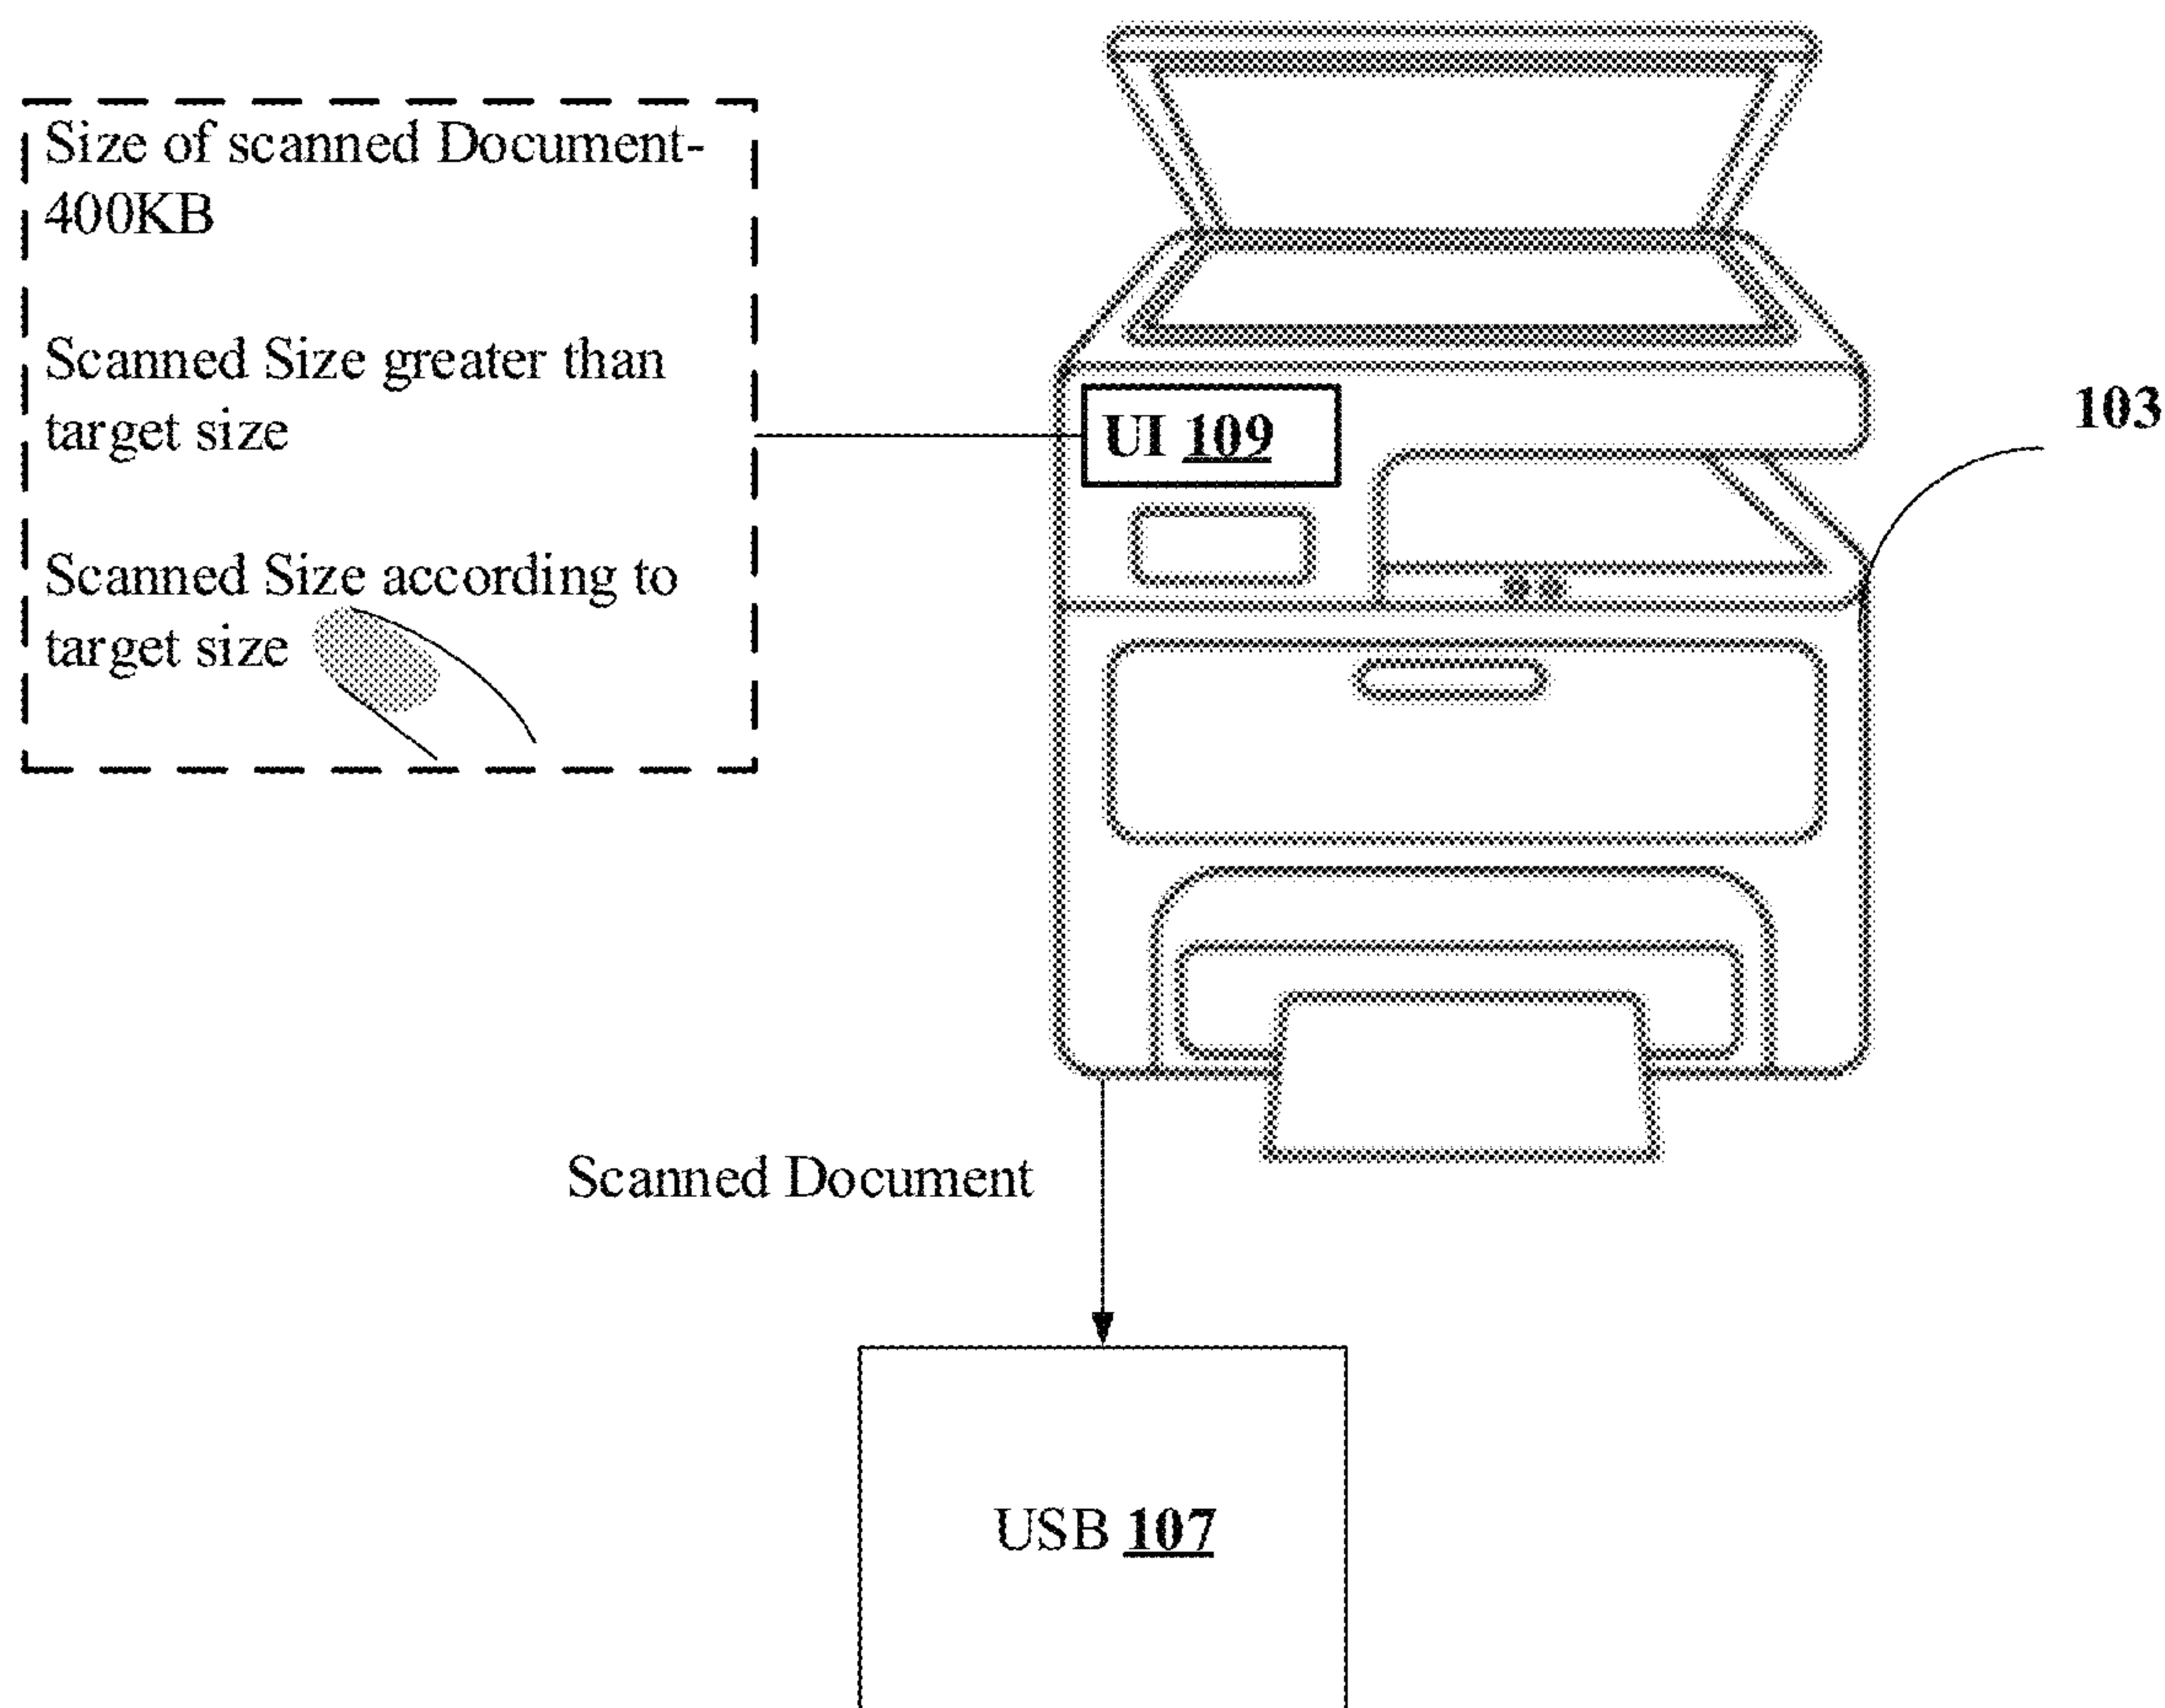 Size of scanned Document-
400KB
Scanned Size greater than
target size
Scanned Size according to
target size
UI 109
103
Scanned Document
USB 107